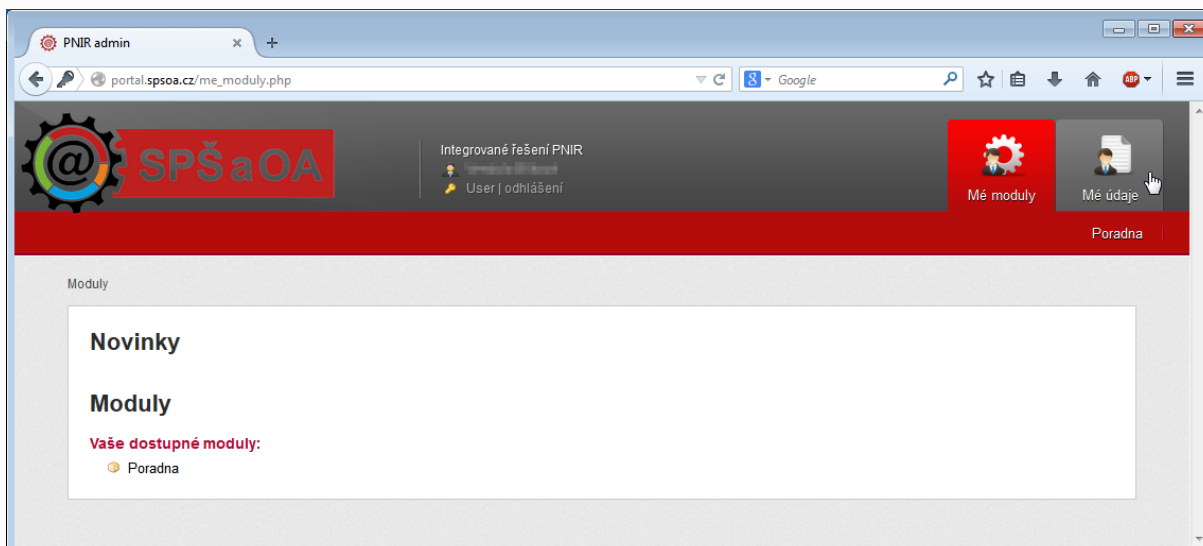 PNIR admin
portal.spsoa.cz/me_moduly.php
Google
ABP
@ SPŠ a OA
Integrované řešení PNIR
User | odhlášení
Mé moduly
Mé údaje
Poradna
Moduly
Novinky
Moduly
Vaše dostupné moduly:
Poradna